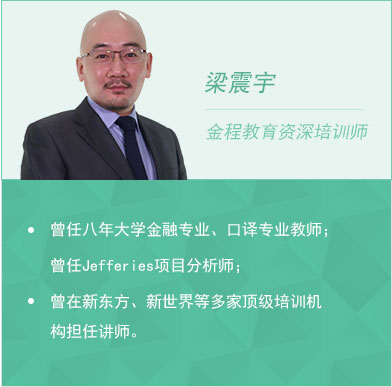 梁震宇
金程教育资深培训师
曾任八年大学金融专业、口译专业教师；
曾任Jefferies项目分析师；
曾在新东方、新世界等多家顶级培训机
构担任讲师。